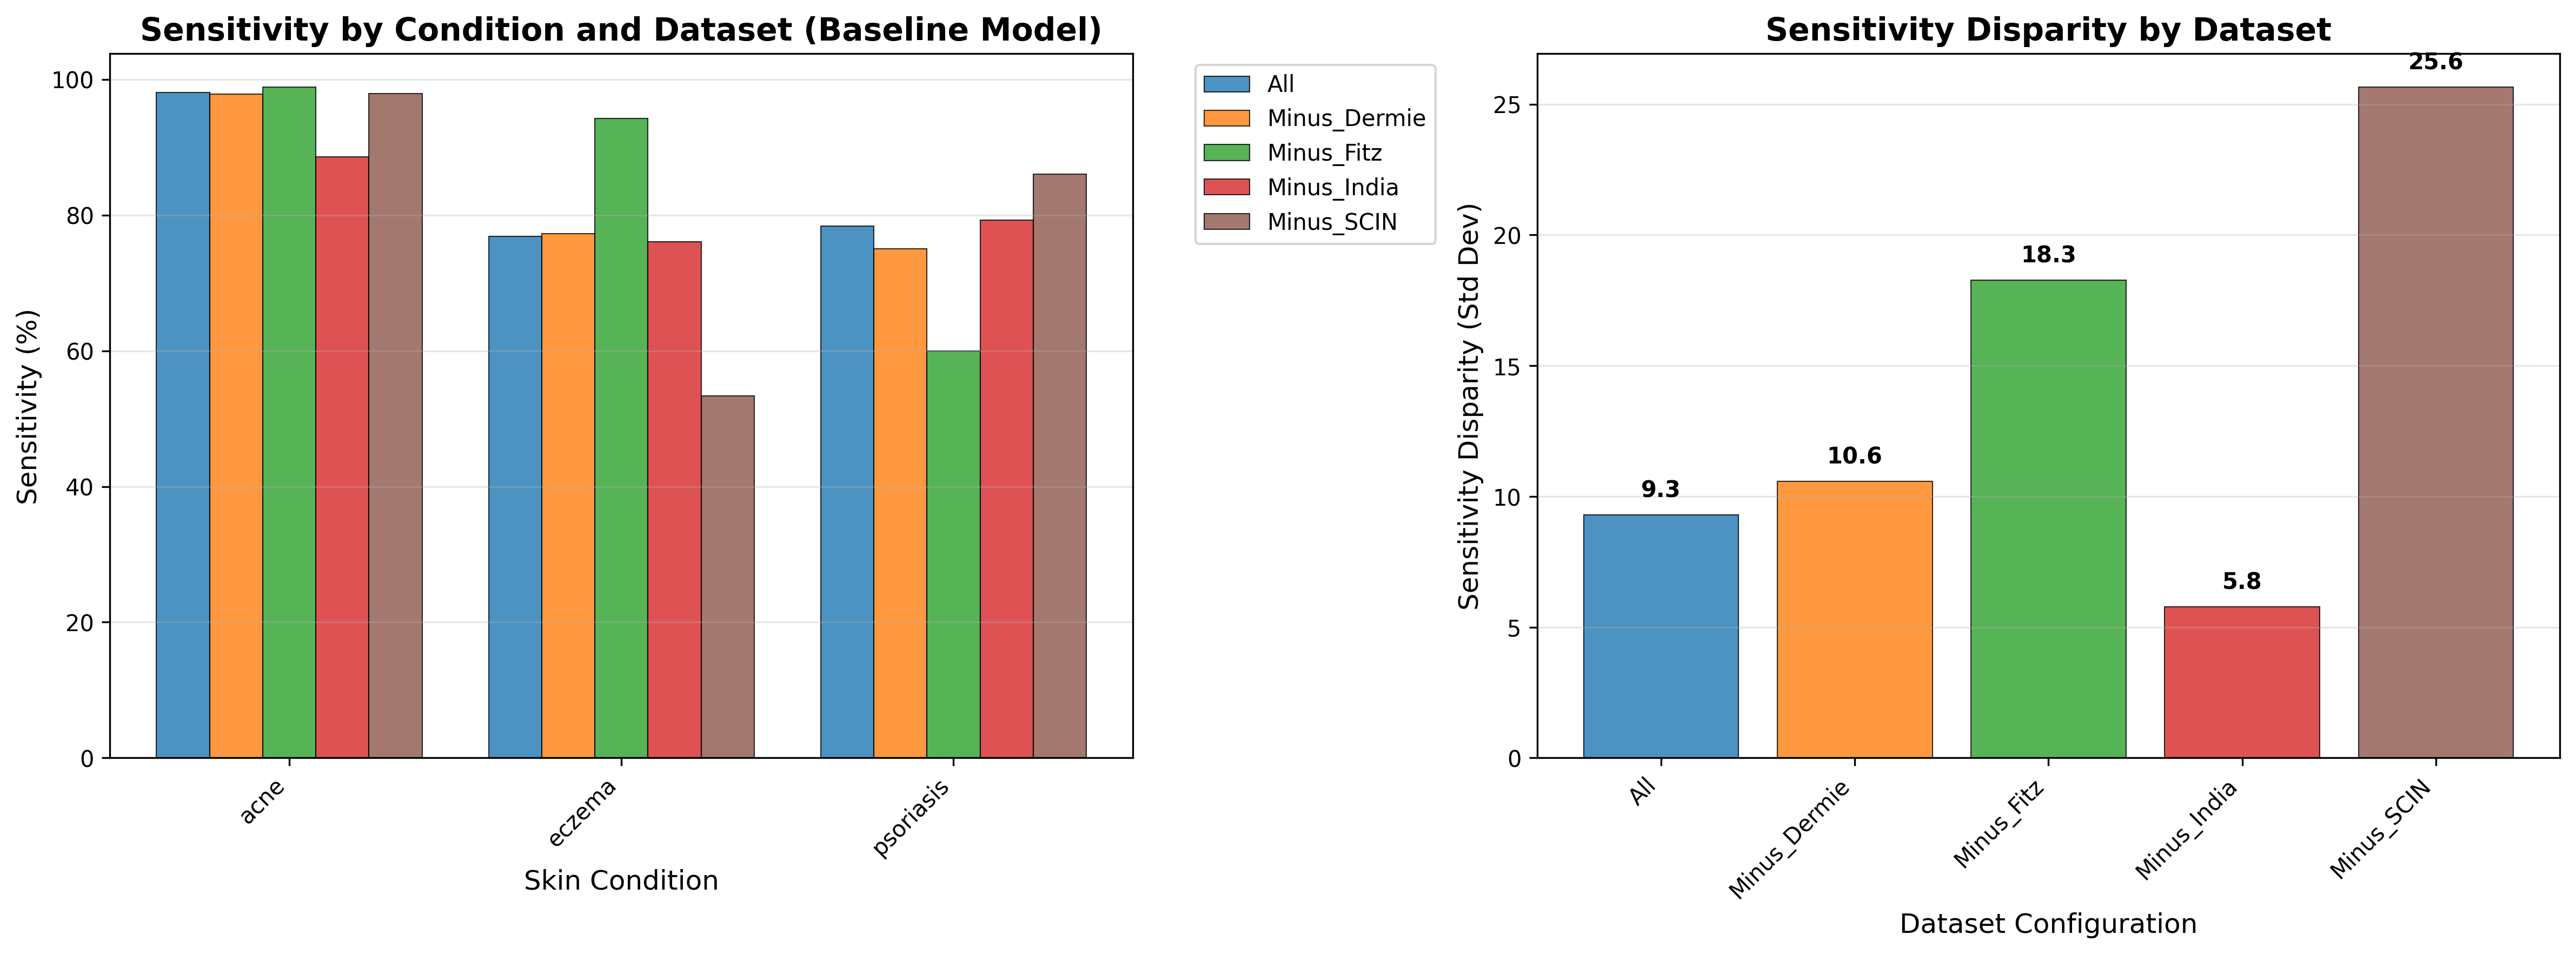 Sensitivity by Condition and Dataset (Baseline Model)
Sensitivity (%)
100
80
60
40
20
0
acne
eczema
psoriasis
Skin Condition
All
Minus_Dermie
Minus_Fitz
Minus_India
Minus_SCIN
Sensitivity Disparity by Dataset
Sensitivity Disparity (Std Dev)
25
20
15
10
5
0
9.3
10.6
18.3
5.8
25.6
All
Minus_Dermie
Minus_Fitz
Minus_India
Minus_SCIN
Dataset Configuration